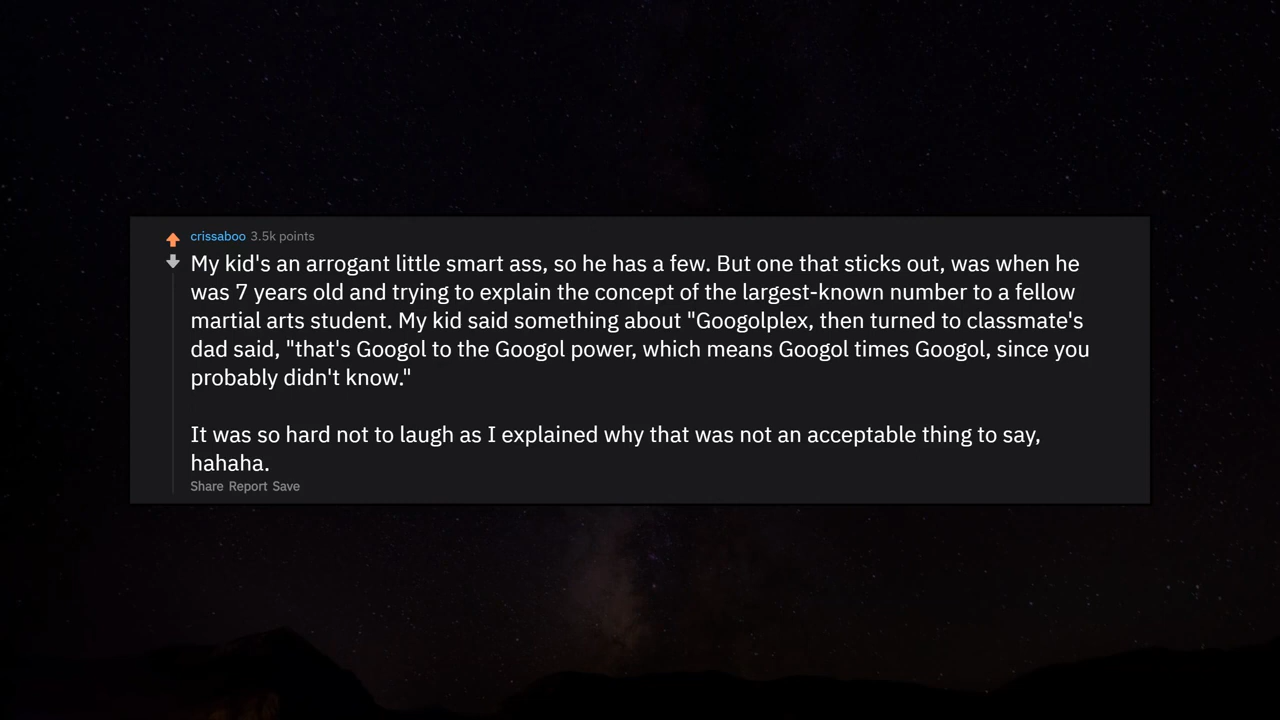 crissaboo 3.5k points
My kid's an arrogant little smart ass, so he has a few. But one that sticks out, was when he
was 7 years old and trying to explain the concept of the largest-known number to a fellow
martial arts student. My kid said something about "Googolplex, then turned to classmate's
dad said, "that's Googol to the Googol power, which means Googol times Googol, since you
probably didn't know."
It was so hard not to laugh as I explained why that was not an acceptable thing to say,
hahaha.
Share Report Save